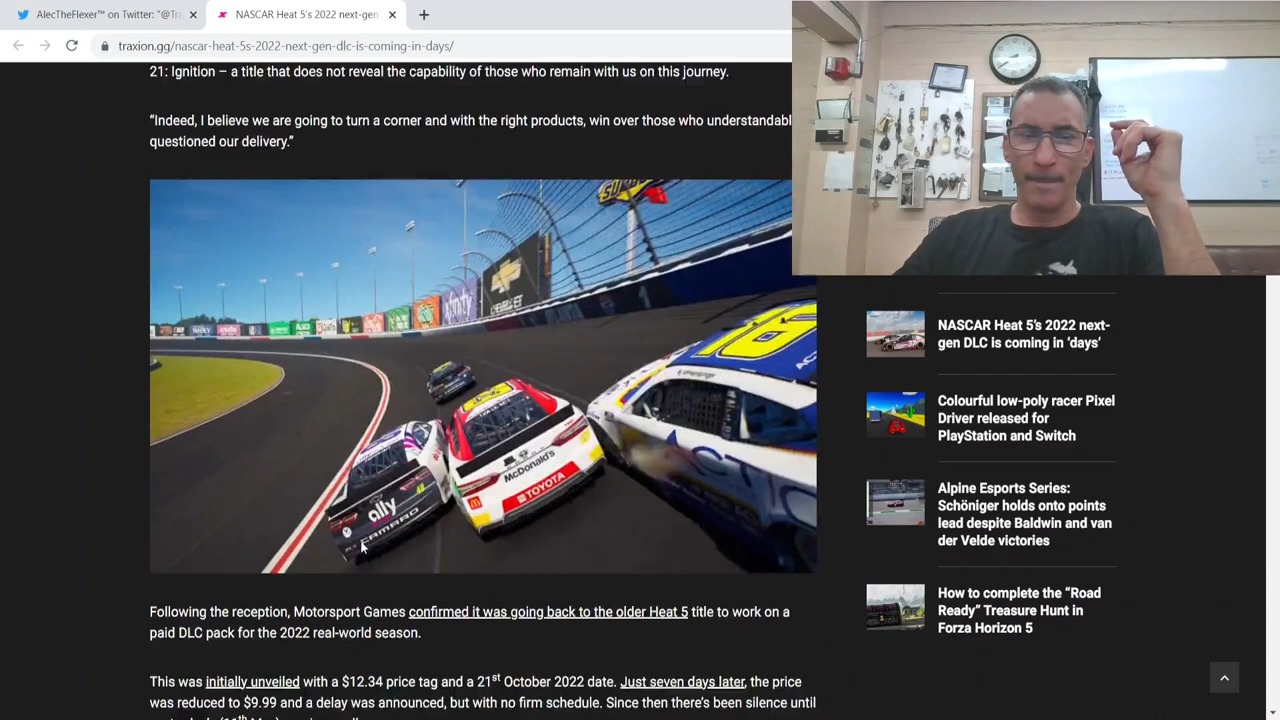 AlecTheFlexer™ on Twitter: "@Tra
NASCAR Heat 5's 2022 next-gen
traxion.gg/nascar-heat-5s-2022-next-gen-dlc-is-coming-in-days/
21: Ignition – a title that does not reveal the capability of those who remain with us on this journey.
“Indeed, I believe we are going to turn a corner and with the right products, win over those who understandabl
questioned our delivery.”
CHEVROLET
xfinity
16
ACTIO
McDonald's
TOYOTA
ally
48
CAMARO
Following the reception, Motorsport Games confirmed it was going back to the older Heat 5 title to work on a
paid DLC pack for the 2022 real-world season.
This was initially unveiled with a $12.34 price tag and a 21st October 2022 date. Just seven days later, the price
was reduced to $9.99 and a delay was announced, but with no firm schedule. Since then there's been silence until
NASCAR Heat 5's 2022 next-
gen DLC is coming in ‘days’
Colourful low-poly racer Pixel
Driver released for
PlayStation and Switch
Alpine Esports Series:
Schöniger holds onto points
lead despite Baldwin and van
der Velde victories
How to complete the “Road
Ready” Treasure Hunt in
Forza Horizon 5